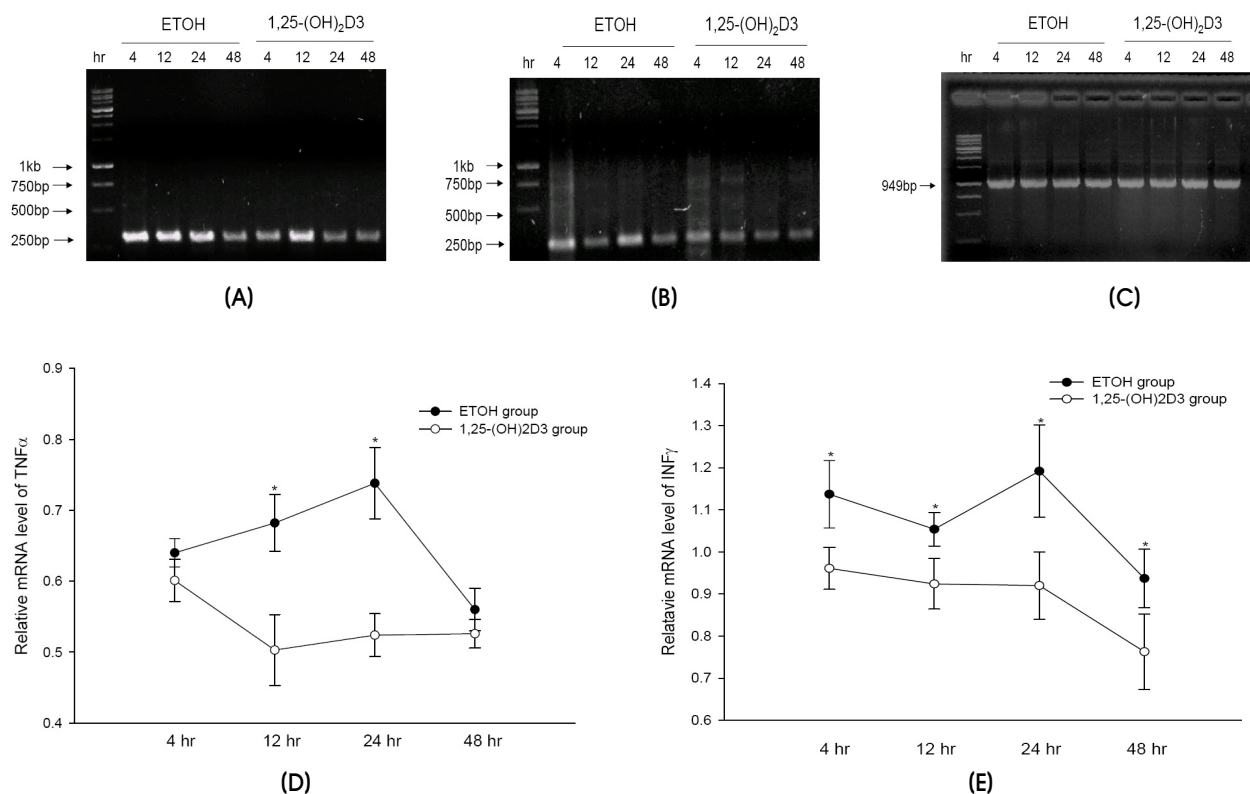 ETOH 1,25-(OH)2D3
hr 4 12 24 48 4 12 24 48
1kb
750bp
500bp
250bp
(A)
ETOH 1,25-(OH)2D3
hr 4 12 24 48 4 12 24 48
1kb
750bp
500bp
250bp
(B)
ETOH 1,25-(OH)2D3
hr 4 12 24 48 4 12 24 48
949bp
(C)
Relative mRNA level of TNFα
0.9
0.8
0.7
0.6
0.5
0.4
ETOH group
1,25-(OH)2D3 group
*
*
4 hr 12 hr 24 hr 48 hr
(D)
Relatavie mRNA level of INFγ
1.4
1.3
1.2
1.1
1.0
0.9
0.8
0.7
0.6
ETOH group
1,25-(OH)2D3 group
*
*
*
*
4 hr 12 hr 24 hr 48 hr
(E)